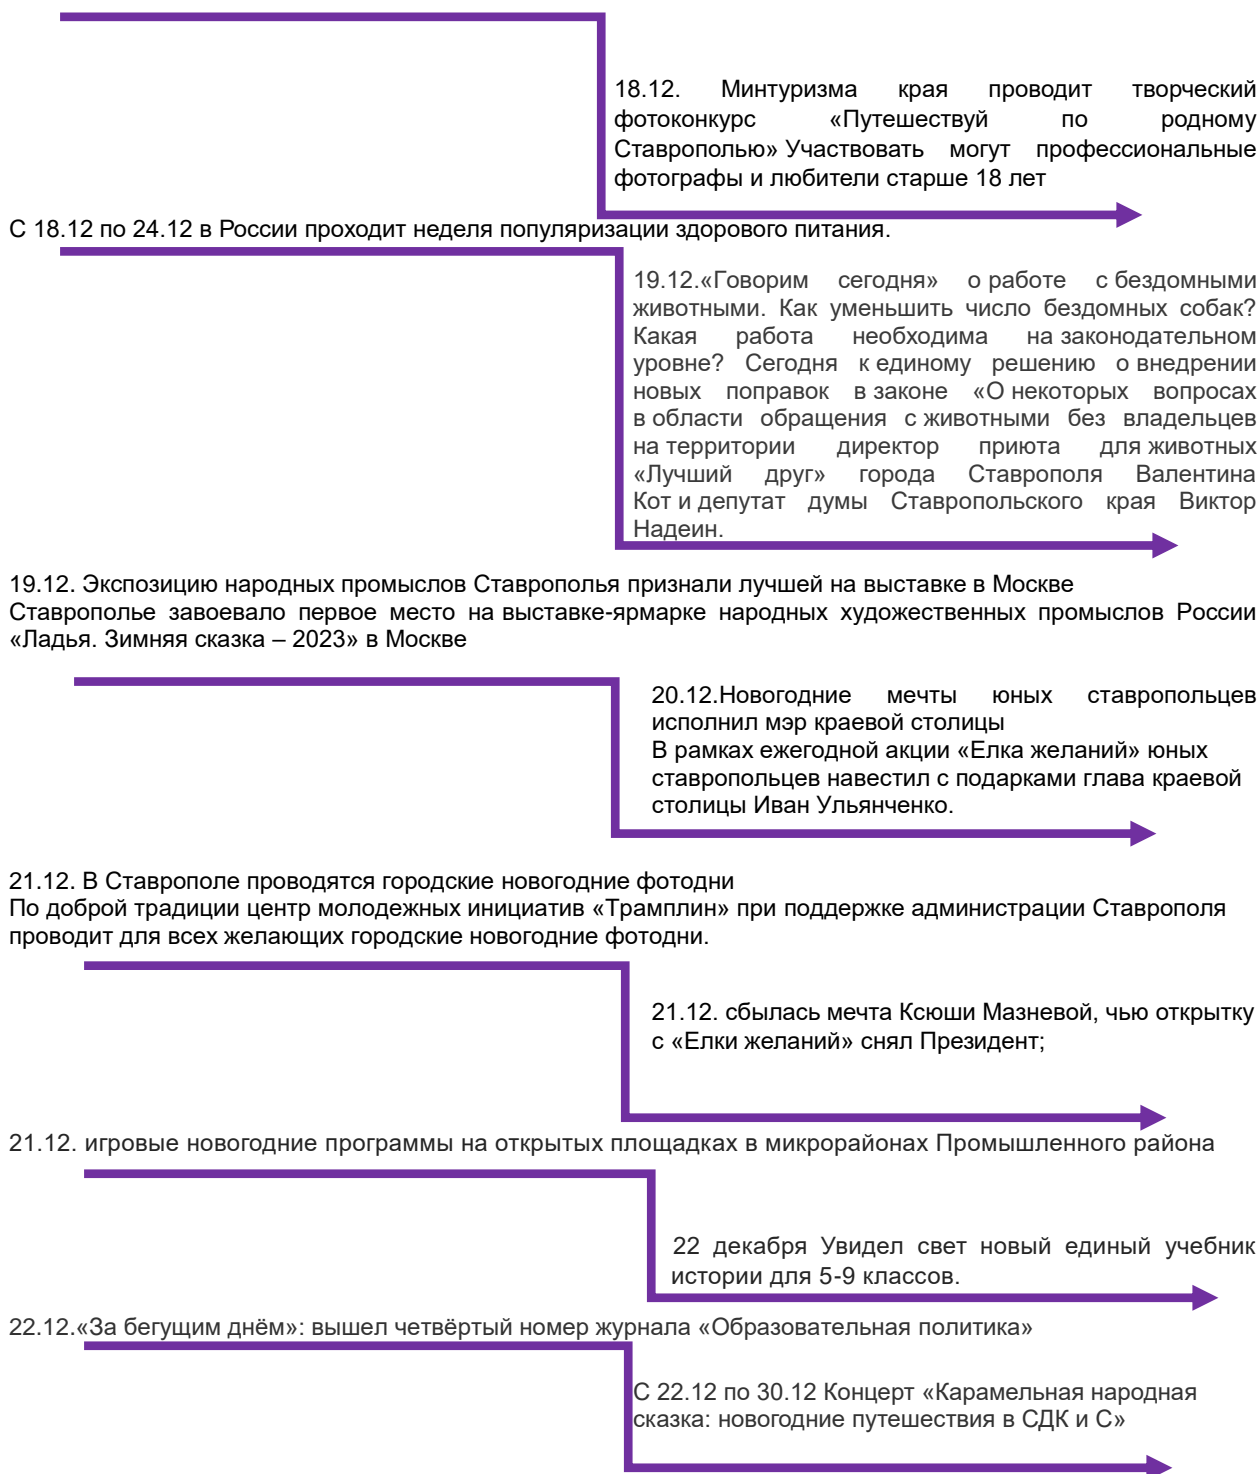 18.12. Минтуризма края проводит творческий
фотоконкурс «Путешествуй по родному
Ставрополью» Участвовать могут профессиональные
фотографы и любители старше 18 лет
С 18.12 по 24.12 в России проходит неделя популяризации здорового питания.
19.12.«Говорим сегодня» о работе с бездомными
животными. Как уменьшить число бездомных собак?
Какая работа необходима на законодательном
уровне? Сегодня к единому решению о внедрении
новых поправок в законе «О некоторых вопросах
в области обращения с животными без владельцев
на территории директор приюта для животных
«Лучший друг» города Ставрополя Валентина
Кот и депутат думы Ставропольского края Виктор
Надеин.
19.12. Экспозицию народных промыслов Ставрополья признали лучшей на выставке в Москве
Ставрополье завоевало первое место на выставке-ярмарке народных художественных промыслов России
«Ладья. Зимняя сказка – 2023» в Москве
20.12.Новогодние мечты юных ставропольцев
исполнил мэр краевой столицы
В рамках ежегодной акции «Елка желаний» юных
ставропольцев навестил с подарками глава краевой
столицы Иван Ульянченко.
21.12. В Ставрополе проводятся городские новогодние фотодни
По доброй традиции центр молодежных инициатив «Трамплин» при поддержке администрации Ставрополя
проводит для всех желающих городские новогодние фотодни.
21.12. сбылась мечта Ксюши Мазневой, чью открытку
с «Елки желаний» снял Президент;
21.12. игровые новогодние программы на открытых площадках в микрорайонах Промышленного района
22 декабря Увидел свет новый единый учебник
истории для 5-9 классов.
22.12.«За бегущим днём»: вышел четвёртый номер журнала «Образовательная политика»
С 22.12 по 30.12 Концерт «Карамельная народная
сказка: новогодние путешествия в СДК и С»